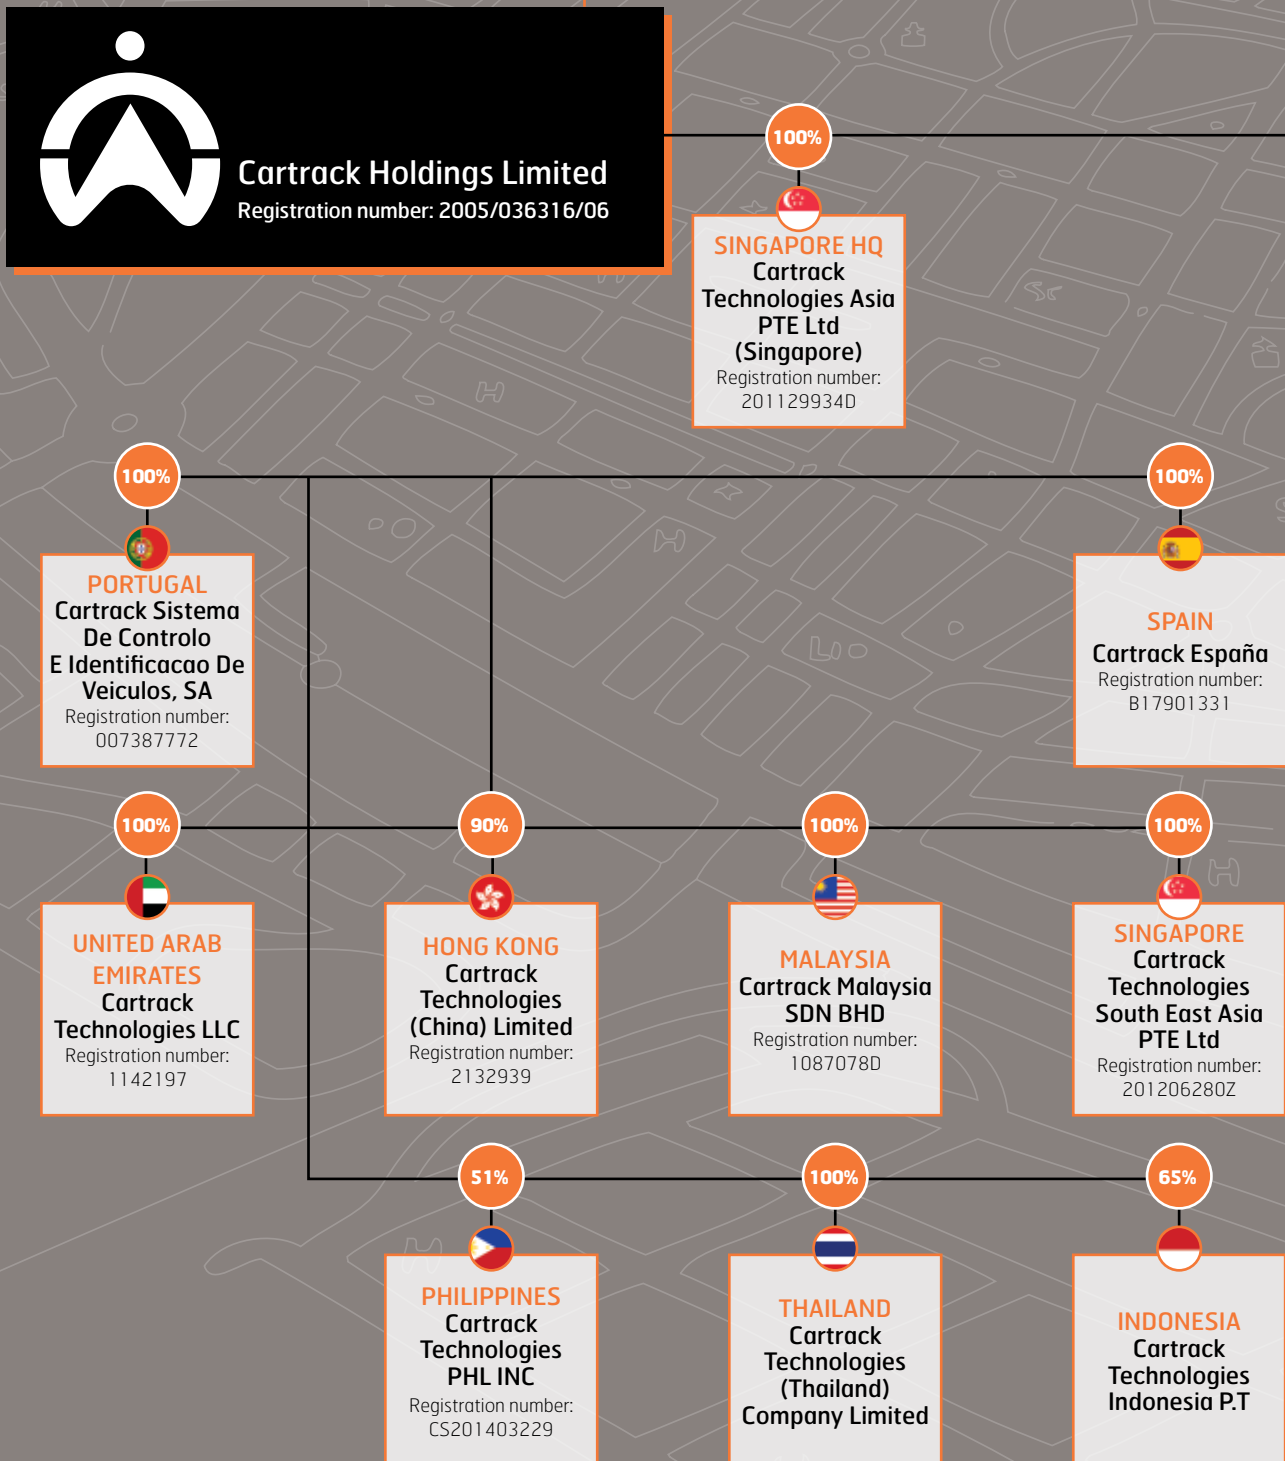 Cartrack Holdings Limited
Registration number: 2005/036316/06
100%
SINGAPORE HQ
Cartrack
Technologies Asia
PTE Ltd
(Singapore)
Registration number:
201129934D
100%
PORTUGAL
Cartrack Sistema
De Controlo
E Identificacao De
Veiculos, SA
Registration number:
007387772
100%
SPAIN
Cartrack España
Registration number:
B17901331
100%
UNITED ARAB
EMIRATES
Cartrack
Technologies LLC
Registration number:
1142197
90%
HONG KONG
Cartrack
Technologies
(China) Limited
Registration number:
2132939
100%
MALAYSIA
Cartrack Malaysia
SDN BHD
Registration number:
1087078D
100%
SINGAPORE
Cartrack
Technologies
South East Asia
PTE Ltd
Registration number:
201206280Z
51%
PHILIPPINES
Cartrack
Technologies
PHL INC
Registration number:
CS201403229
100%
THAILAND
Cartrack
Technologies
(Thailand)
Company Limited
65%
INDONESIA
Cartrack
Technologies
Indonesia P.T